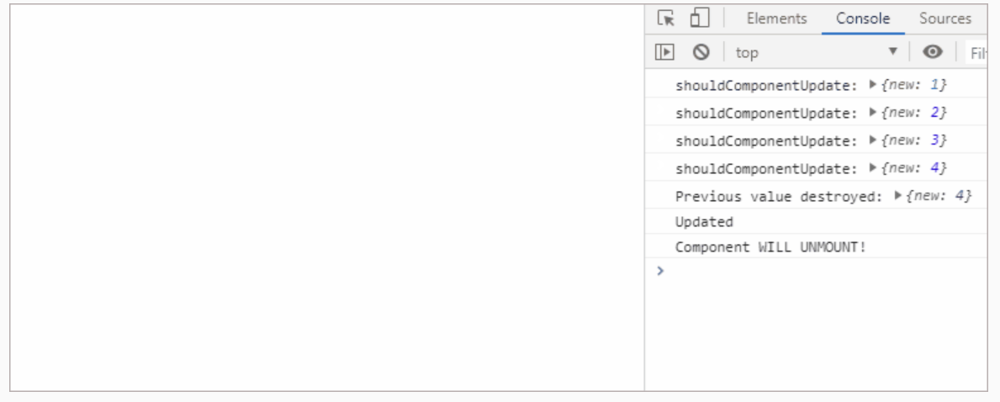 Elements Console Sources
top
shouldComponentUpdate: {new: 1}
shouldComponentUpdate: {new: 2}
shouldComponentUpdate: {new: 3}
shouldComponentUpdate: {new: 4}
Previous value destroyed: {new: 4}
Updated
Component WILL UNMOUNT!